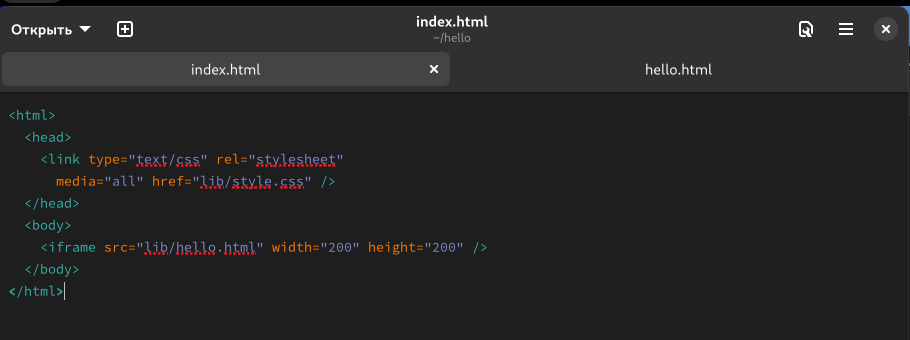 Открыть
index.html
~/hello
index.html
hello.html
<html>
  <head>
    <link type="text/css" rel="stylesheet"
      media="all" href="lib/style.css" />
  </head>
  <body>
    <iframe src="lib/hello.html" width="200" height="200" />
  </body>
</html>